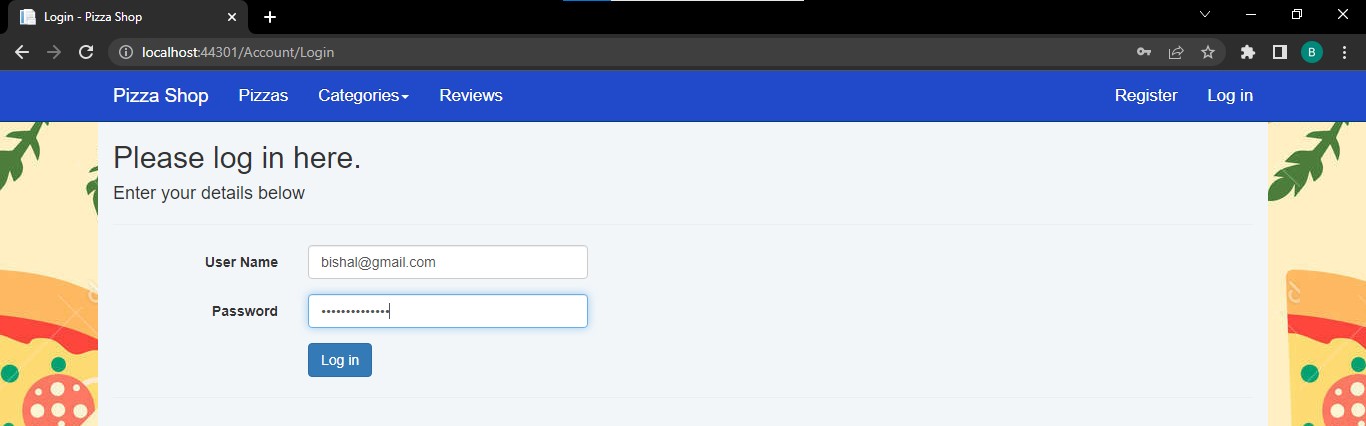 Login - Pizza Shop
localhost:44301/Account/Login
B
Pizza Shop Pizzas Categories Reviews Register Log in
Please log in here.
Enter your details below
User Name bishal@gmail.com
Password ••••••••••••••
Log in